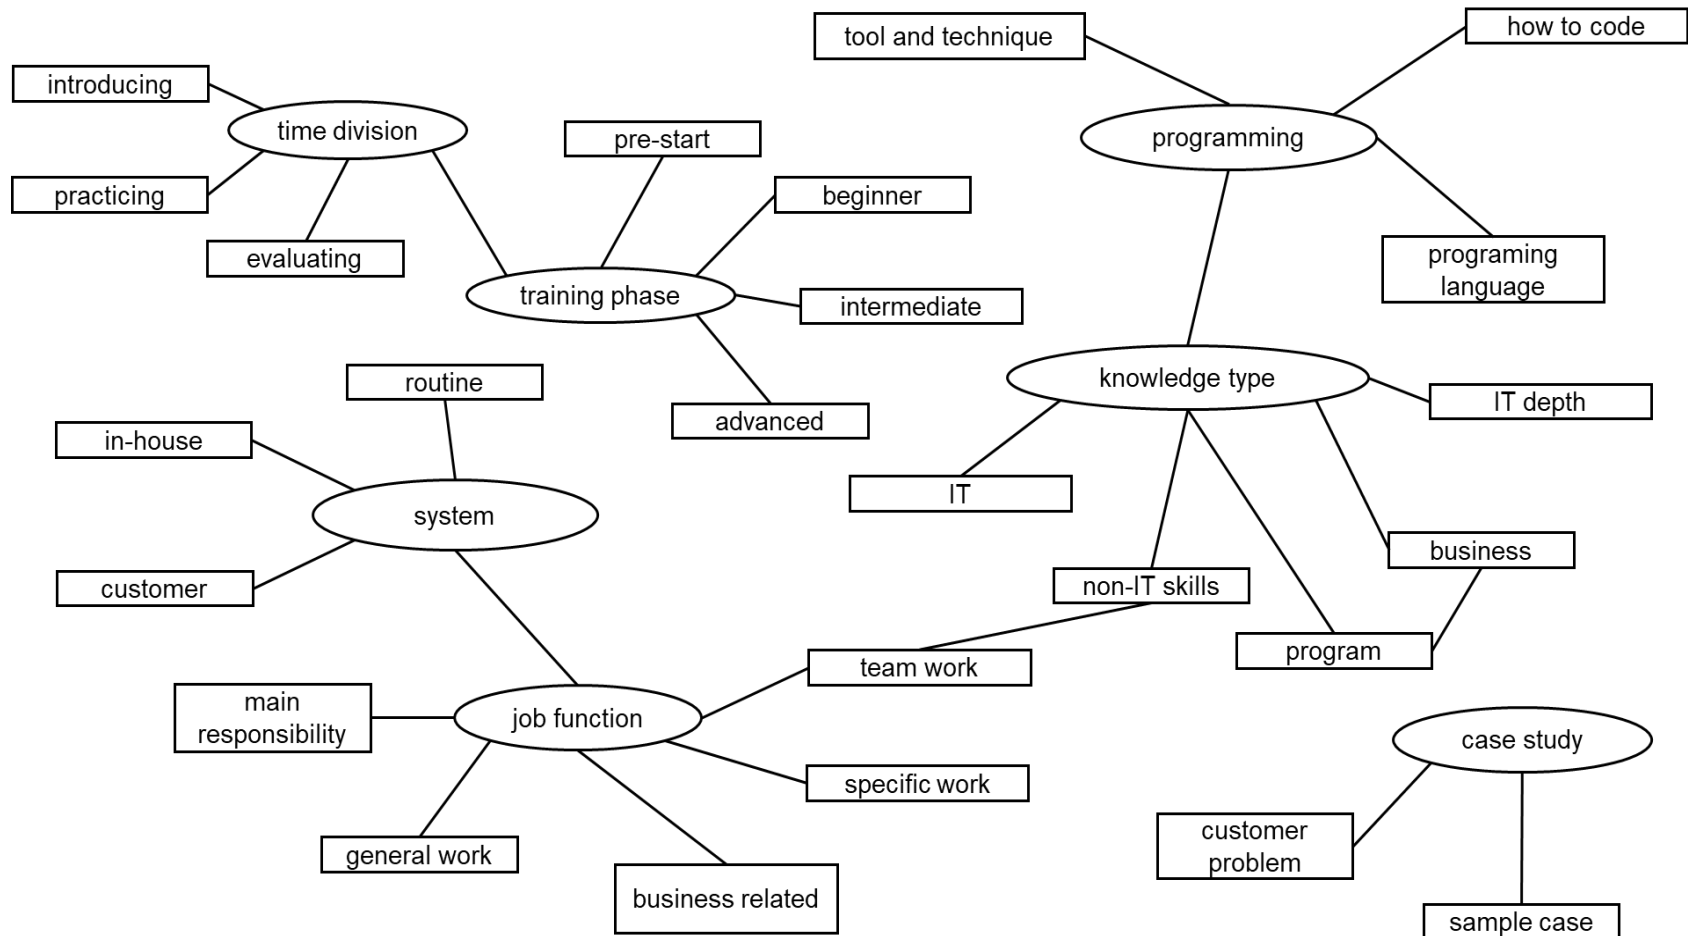 tool and technique
how to code
introducing
time division
pre-start
programming
practicing
beginner
evaluating
programing
language
training phase
intermediate
routine
knowledge type
IT depth
in-house
advanced
IT
system
business
customer
non-IT skills
program
team work
main
responsibility
job function
case study
specific work
customer
problem
general work
business related
sample case